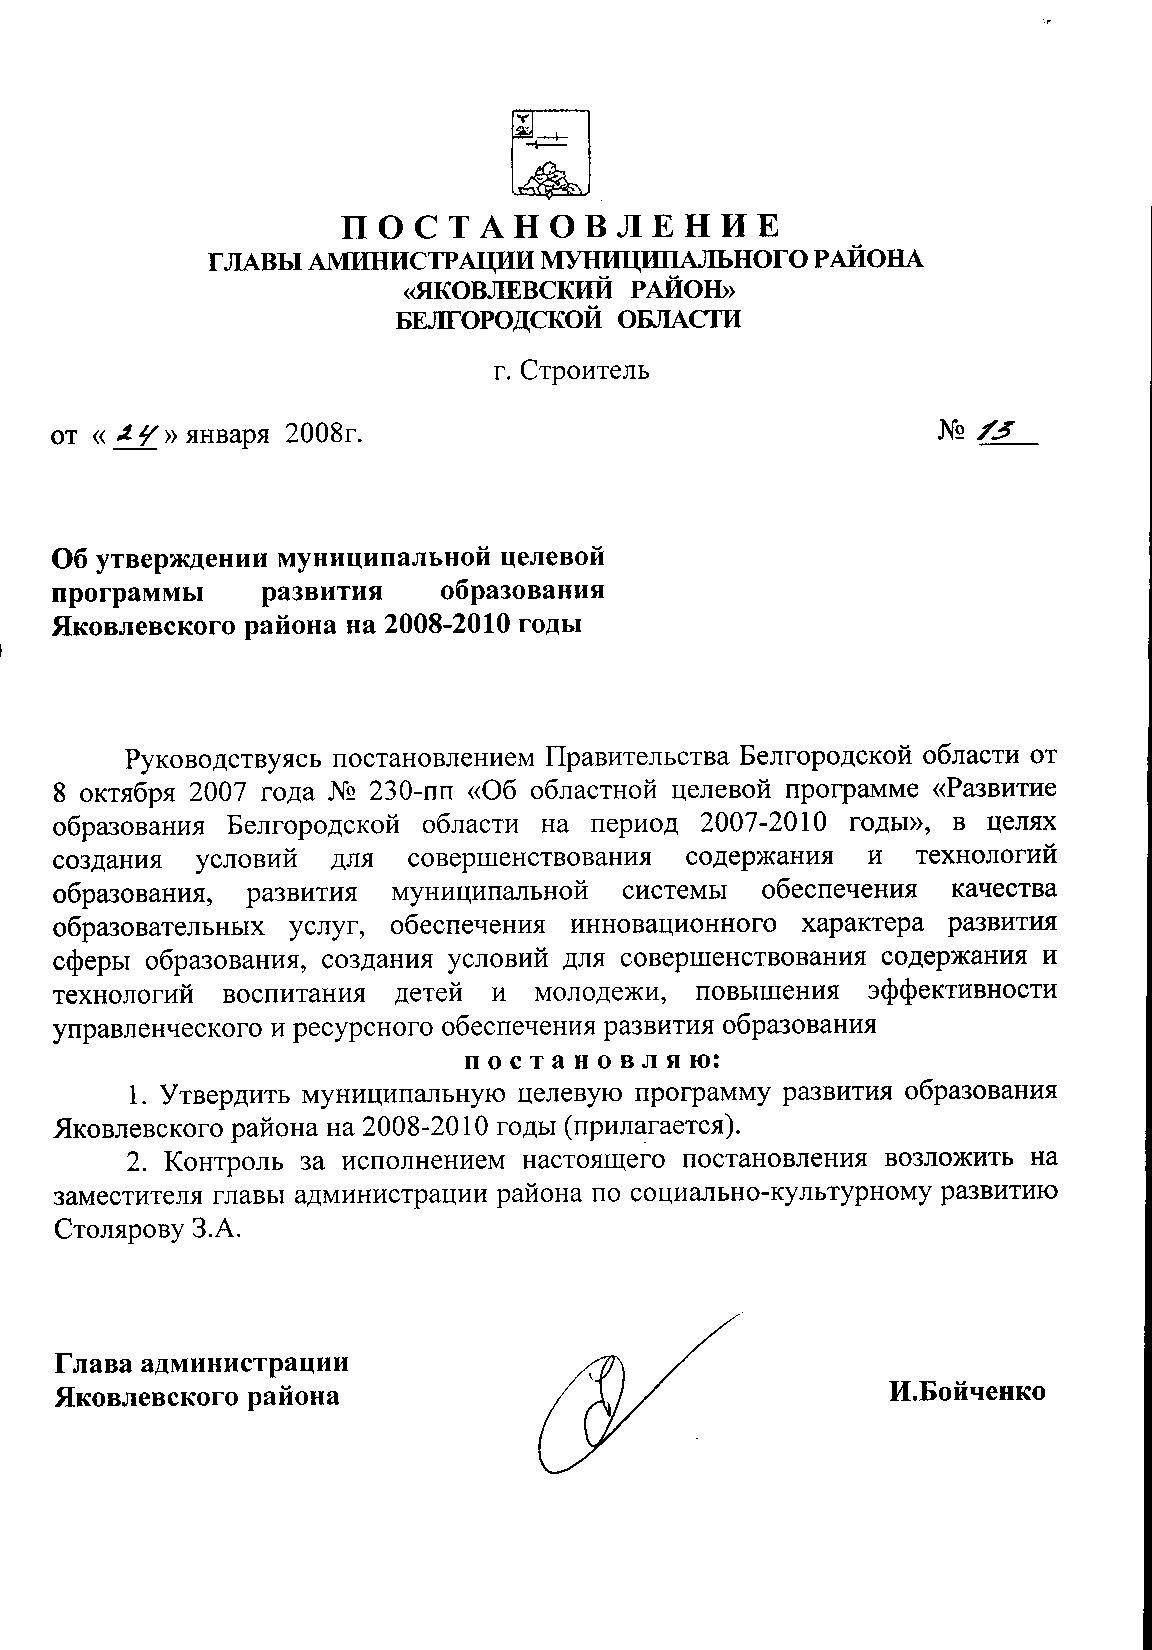 П О С Т А Н О В Л Е Н И Е
ГЛАВЫ АМИНИСТРАЦИИ МУНИЦИПАЛЬНОГО РАЙОНА
«ЯКОВЛЕВСКИЙ РАЙОН»
БЕЛГОРОДСКОЙ ОБЛАСТИ
г. Строитель
от « 24 » января 2008г.
№ 13
Об утверждении муниципальной целевой
программы развития образования
Яковлевского района на 2008-2010 годы
Руководствуясь постановлением Правительства Белгородской области от
8 октября 2007 года № 230-пп «Об областной целевой программе «Развитие
образования Белгородской области на период 2007-2010 годы», в целях
создания условий для совершенствования содержания и технологий
образования, развития муниципальной системы обеспечения качества
образовательных услуг, обеспечения инновационного характера развития
сферы образования, создания условий для совершенствования содержания и
технологий воспитания детей и молодежи, повышения эффективности
управленческого и ресурсного обеспечения развития образования
п о с т а н о в л я ю:
1. Утвердить муниципальную целевую программу развития образования
Яковлевского района на 2008-2010 годы (прилагается).
2. Контроль за исполнением настоящего постановления возложить на
заместителя главы администрации района по социально-культурному развитию
Столярову З.А.
Глава администрации
Яковлевского района
И.Бойченко